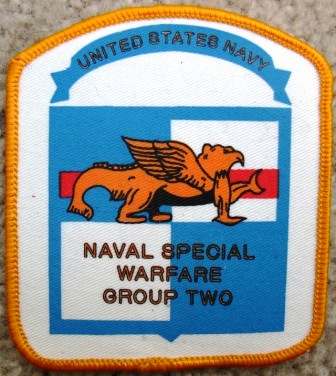 UNITED STATES NAVY
NAVAL SPECIAL
WARFARE
GROUP TWO